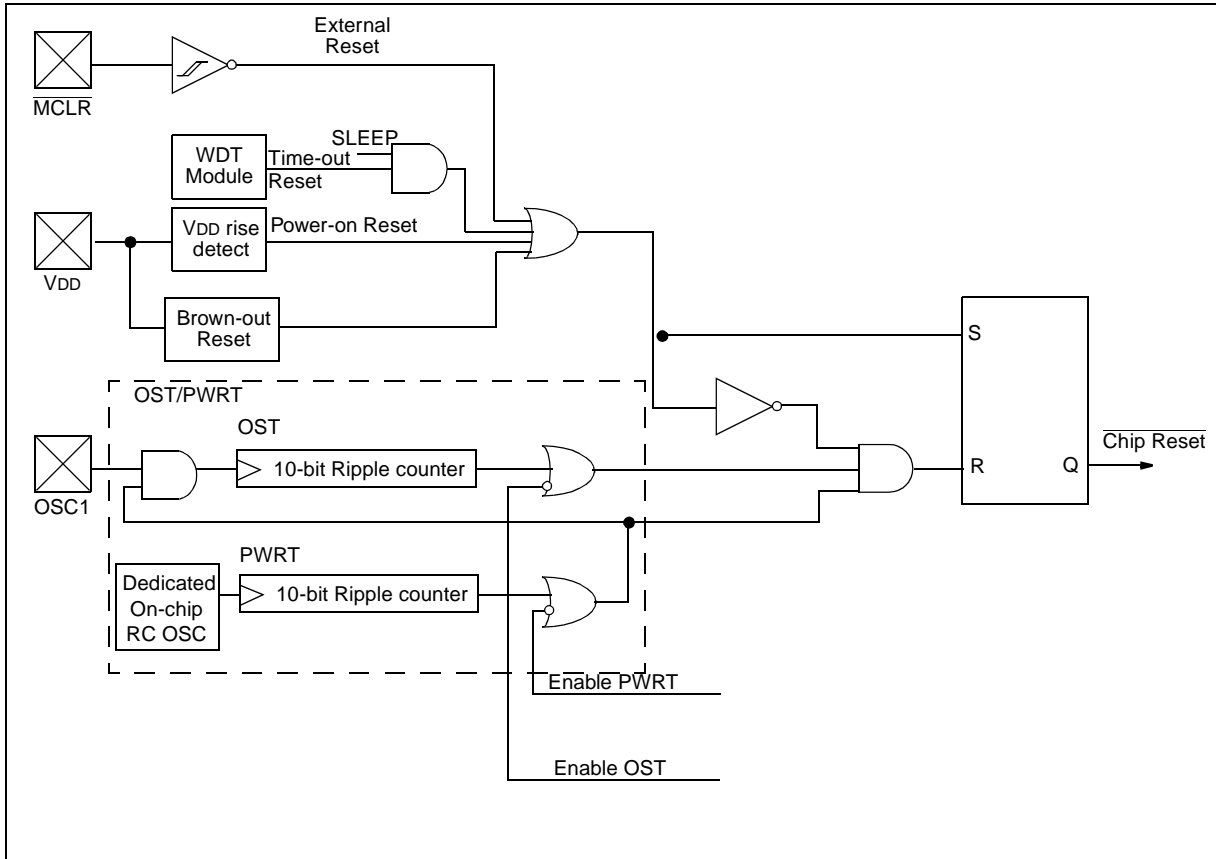 External
Reset
MCLR
SLEEP
WDT
Module
Time-out
Reset
VDD rise
detect
Power-on Reset
VDD
Brown-out
Reset
S
OST/PWRT
OST
10-bit Ripple counter
OSC1
Chip Reset
R
Q
PWRT
10-bit Ripple counter
Dedicated
On-chip
RC OSC
Enable PWRT
Enable OST